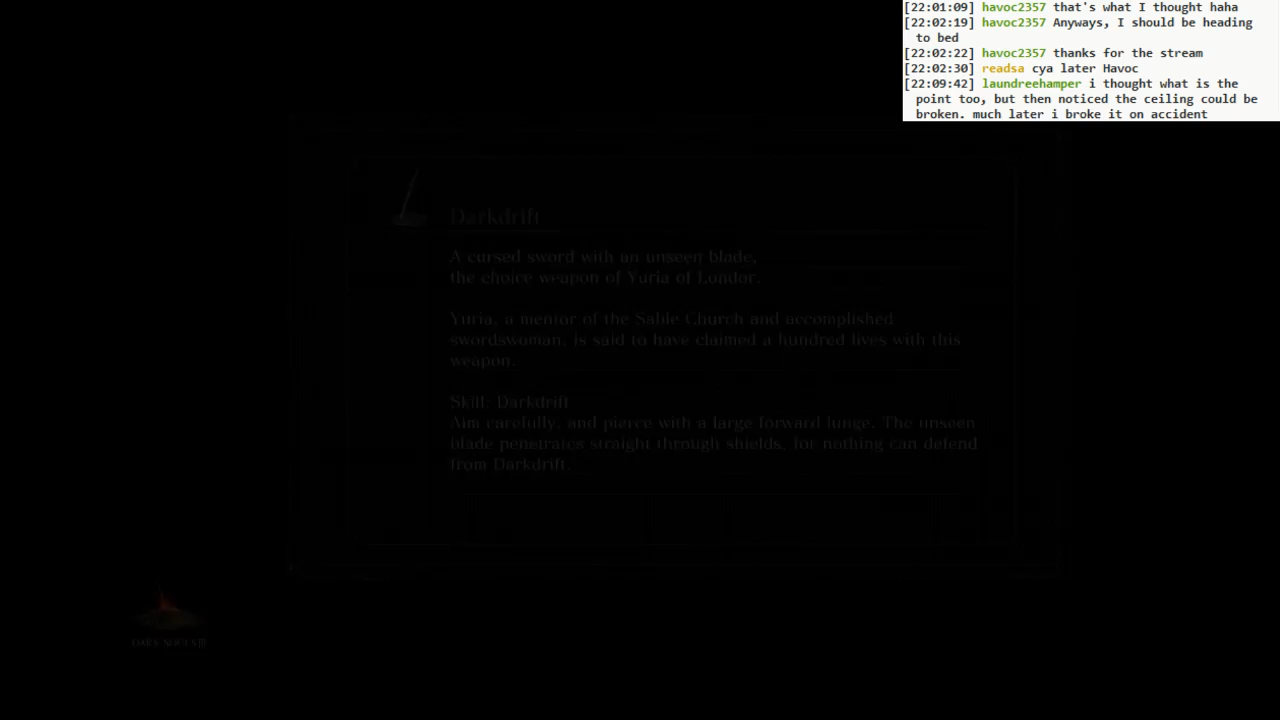 [22:01:09] havoc2357 that's what I thought haha
[22:02:19] havoc2357 Anyways, I should be heading
to bed
[22:02:22] havoc2357 thanks for the stream
[22:02:30] readsa cya later Havoc
[22:09:42] laundreehamper i thought what is the
point too, but then noticed the ceiling could be
broken. much later i broke it on accident
Darkdrift
A cursed sword with an unseen blade,
the choice weapon of Yuria of Londor.
Yuria, a mentor of the Sable Church and accomplished
swordswoman, is said to have claimed a hundred lives with this
weapon.
Skill: Darkdrift
Aim carefully, and pierce with a large forward lunge. The unseen
blade penetrates straight through shields, for nothing can defend
from Darkdrift.
DARK SOULS III